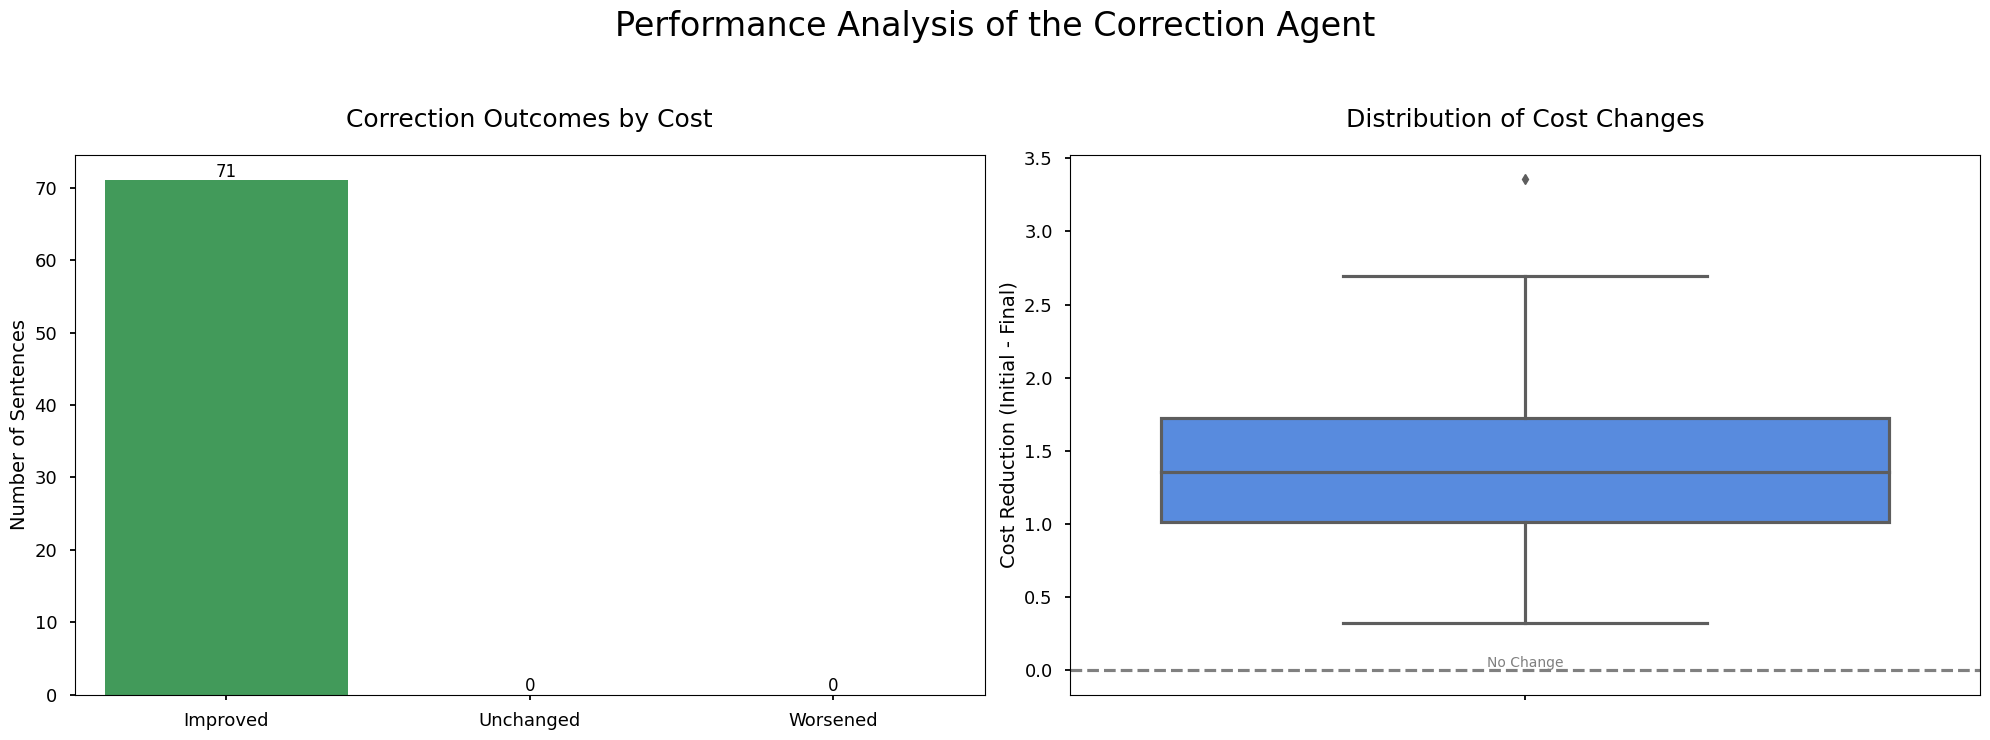 Performance Analysis of the Correction Agent
Correction Outcomes by Cost
Number of Sentences
70
60
50
40
30
20
10
0
71
0
0
Improved
Unchanged
Worsened
Distribution of Cost Changes
Cost Reduction (Initial - Final)
3.5
3.0
2.5
2.0
1.5
1.0
0.5
0.0
No Change